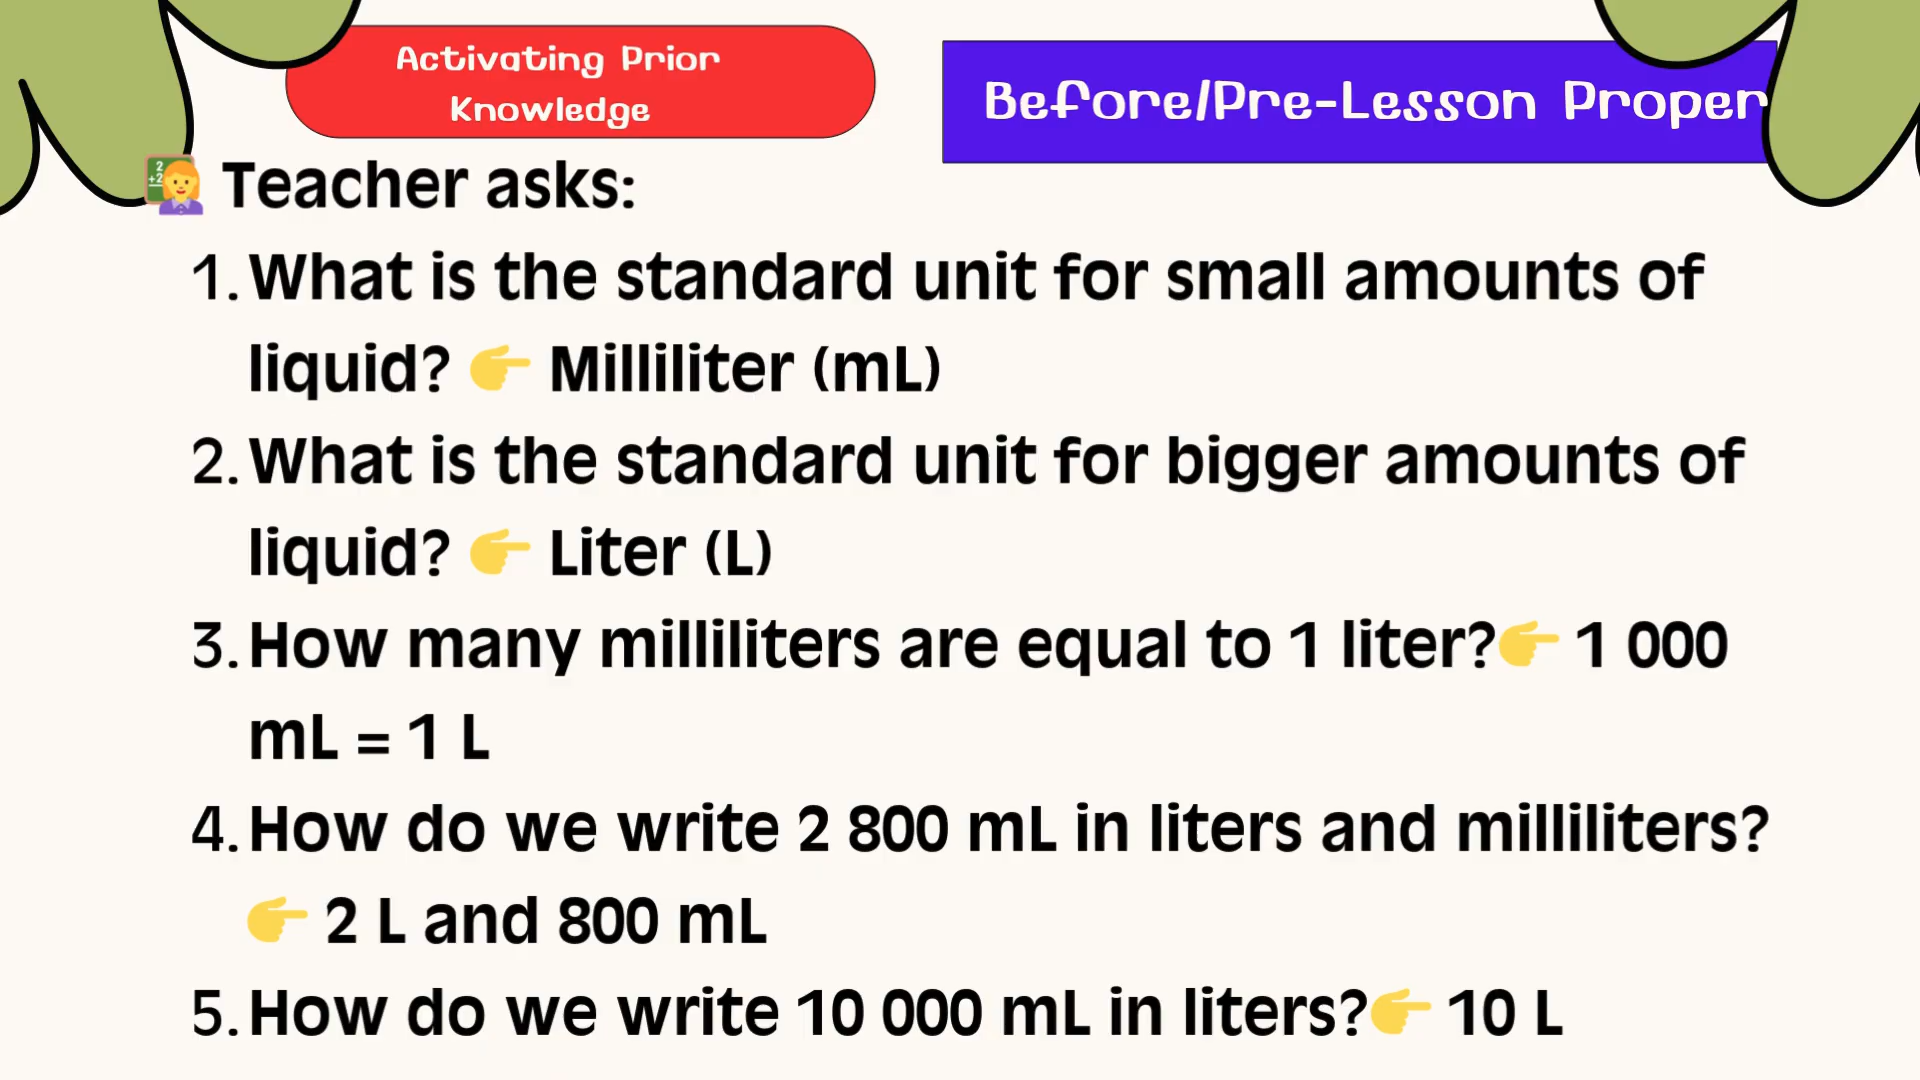 Activating Prior
Knowledge
Before/Pre-Lesson Proper
2
+2
Teacher asks:
1. What is the standard unit for small amounts of
liquid? 👉 Milliliter (mL)
2. What is the standard unit for bigger amounts of
liquid? 👉 Liter (L)
3. How many milliliters are equal to 1 liter?👉 1 000
mL = 1 L
4. How do we write 2 800 mL in liters and milliliters?
👉 2 L and 800 mL
5. How do we write 10 000 mL in liters?👉 10 L